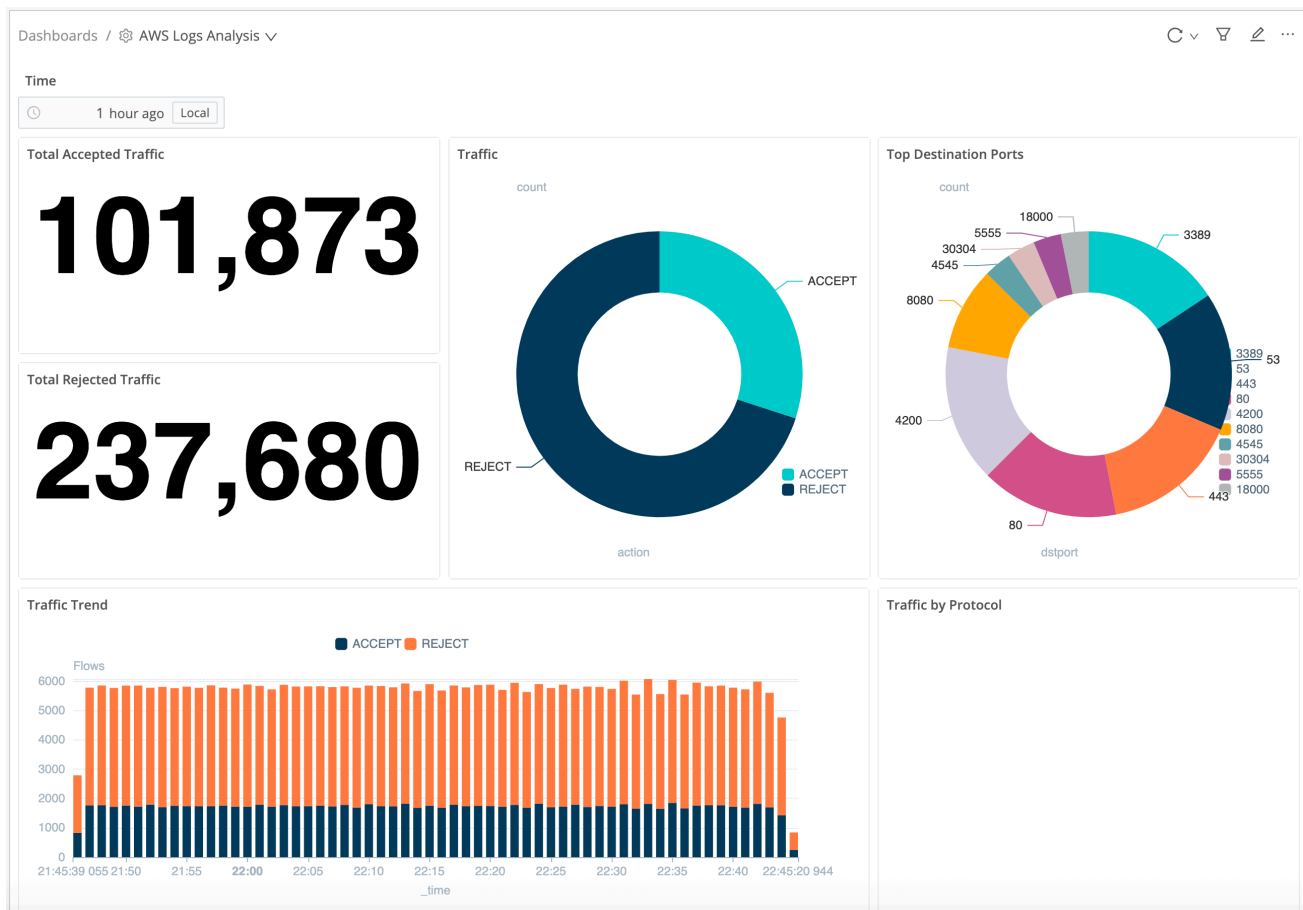 Dashboards / AWS Logs Analysis
Time
1 hour ago Local
Total Accepted Traffic
101,873
Total Rejected Traffic
237,680
Traffic
count
ACCEPT
REJECT
ACCEPT
REJECT
action
Top Destination Ports
count
18000
5555
30304
4545
8080
4200
80
3389
53
443
3389
53
443
80
4200
8080
4545
30304
5555
18000
dstport
Traffic Trend
ACCEPT REJECT
Flows
6000
5000
4000
3000
2000
1000
0
21:45:39 055 21:50 21:55 22:00 22:05 22:10 22:15 22:20 22:25 22:30 22:35 22:40 22:45:20 944
_time
Traffic by Protocol